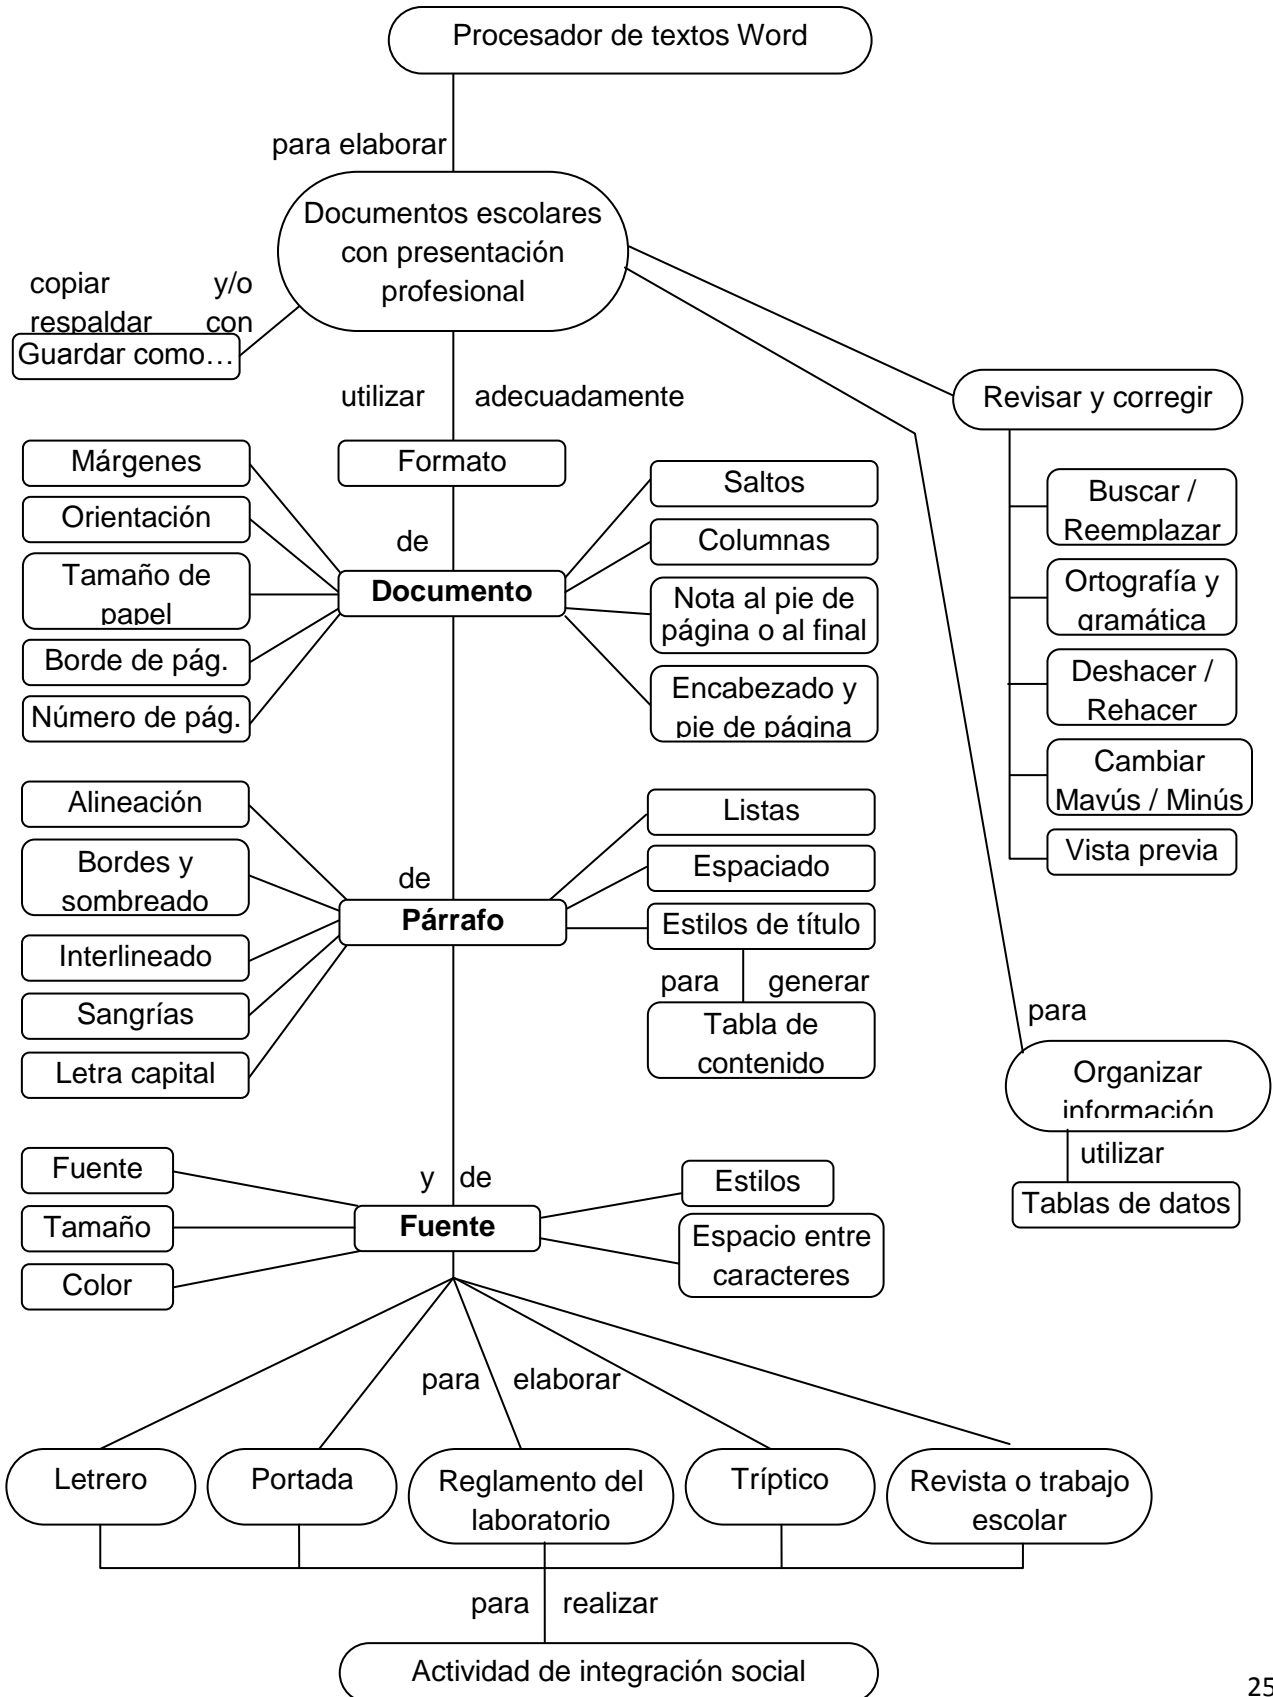 Procesador de textos Word
para elaborar
Documentos escolares
con presentación
profesional
copiar y/o
respaldar con
Guardar como…
utilizar adecuadamente
Revisar y corregir
Márgenes
Formato
Saltos
Buscar /
Reemplazar
Orientación
de
Columnas
Tamaño de
papel
Documento
Nota al pie de
página o al final
Ortografía y
gramática
Borde de pág.
Encabezado y
pie de página
Deshacer /
Rehacer
Número de pág.
Cambiar
Mayús / Minús
Alineación
Listas
Vista previa
Bordes y
sombreado
de
Espaciado
Párrafo
Estilos de título
Interlineado
para generar
Sangrías
Tabla de
contenido
para
Letra capital
Organizar
información
Fuente
y de
Estilos
utilizar
Tamaño
Fuente
Espacio entre
caracteres
Tablas de datos
Color
para elaborar
Letrero
Portada
Reglamento del
laboratorio
Tríptico
Revista o trabajo
escolar
para realizar
Actividad de integración social
25